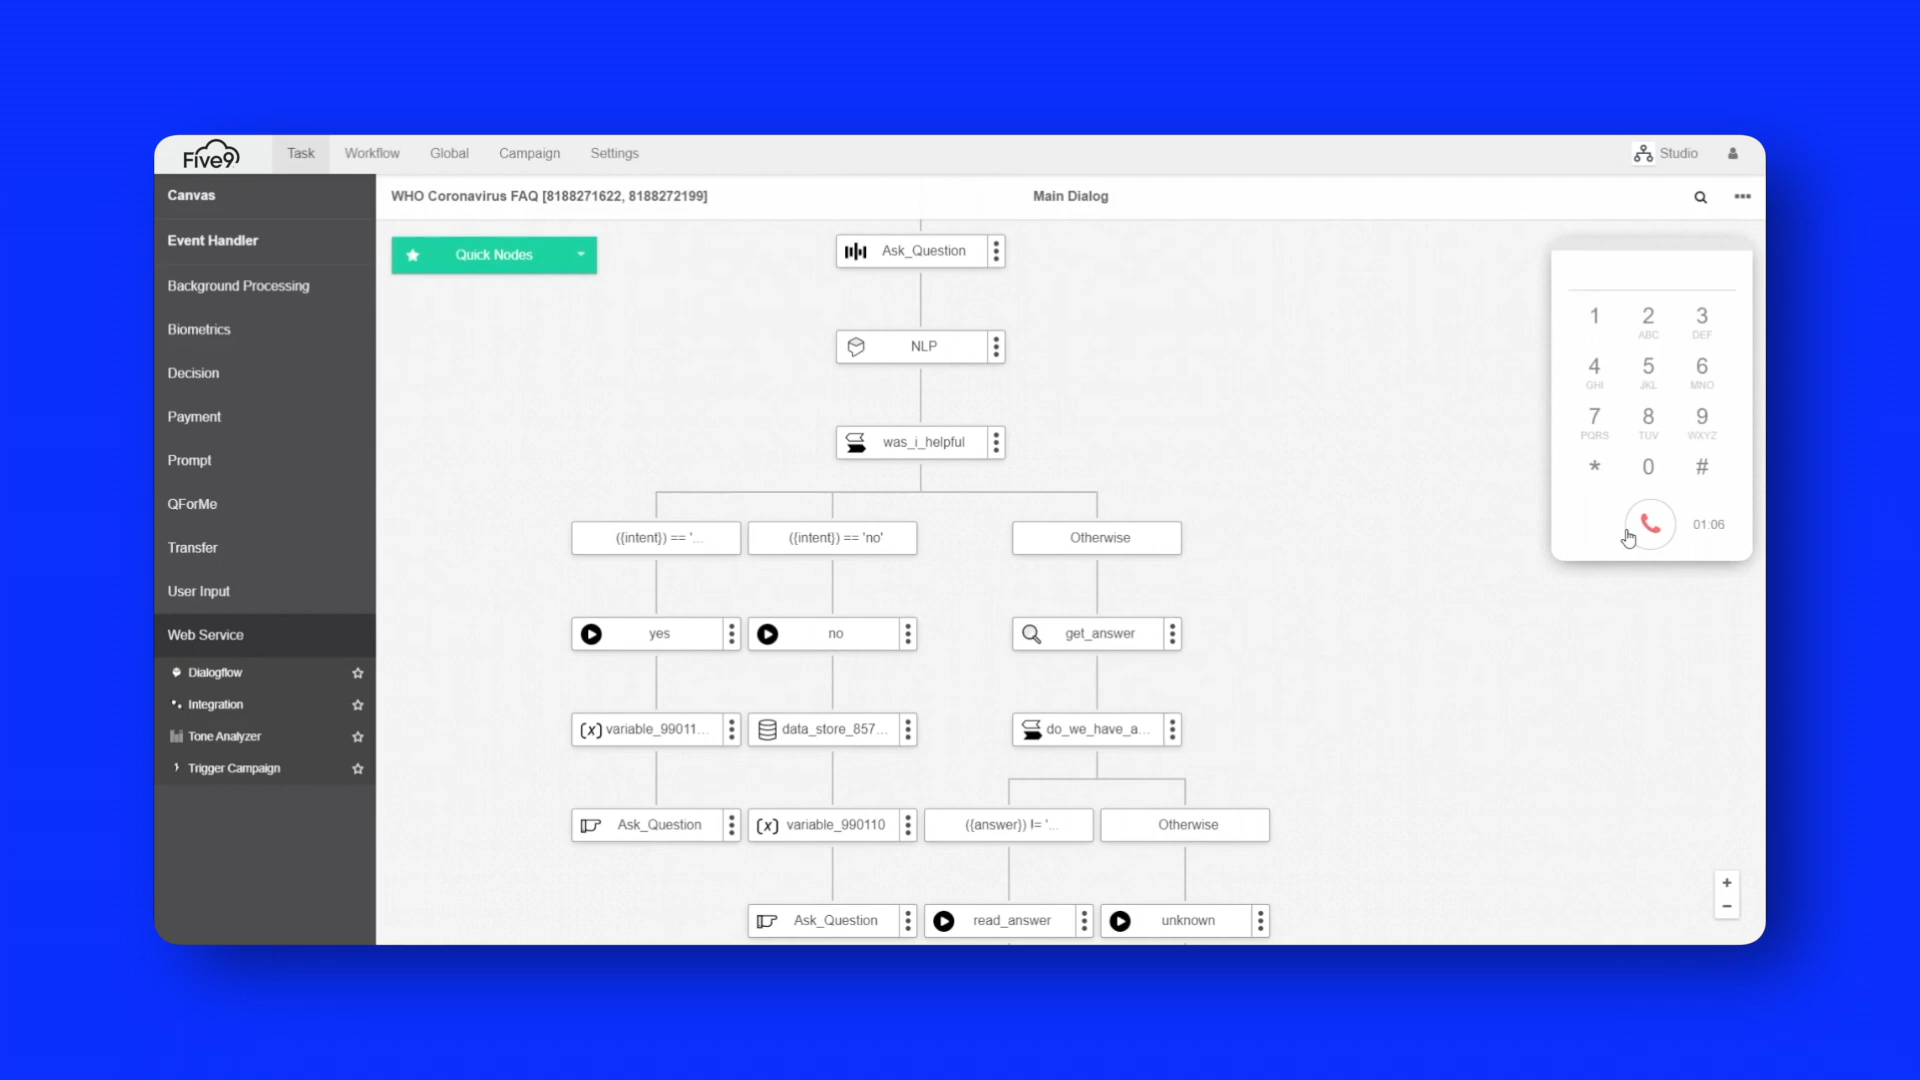 Five9
Task Workflow Global Campaign Settings Studio
Canvas
WHO Coronavirus FAQ [8188271622, 8188272199] Main Dialog
Event Handler
Quick Nodes
Ask_Question
Background Processing
Biometrics
NLP
Decision
Payment
was_i_helpful
Prompt
QForMe
Transfer
({intent}) == '... ({intent}) == 'no' Otherwise
User Input
Web Service
yes no get_answer
Dialogflow
Integration
Tone Analyzer
(x) variable_99011... data_store_857... do_we_have_a...
Trigger Campaign
Ask_Question (x) variable_990110 ({answer}) != '... Otherwise
Ask_Question read_answer unknown
1 2 3
ABC DEF
4 5 6
GHI JKL MNO
7 8 9
PQRS TUV WXYZ
* 0 #
01:06
+
−